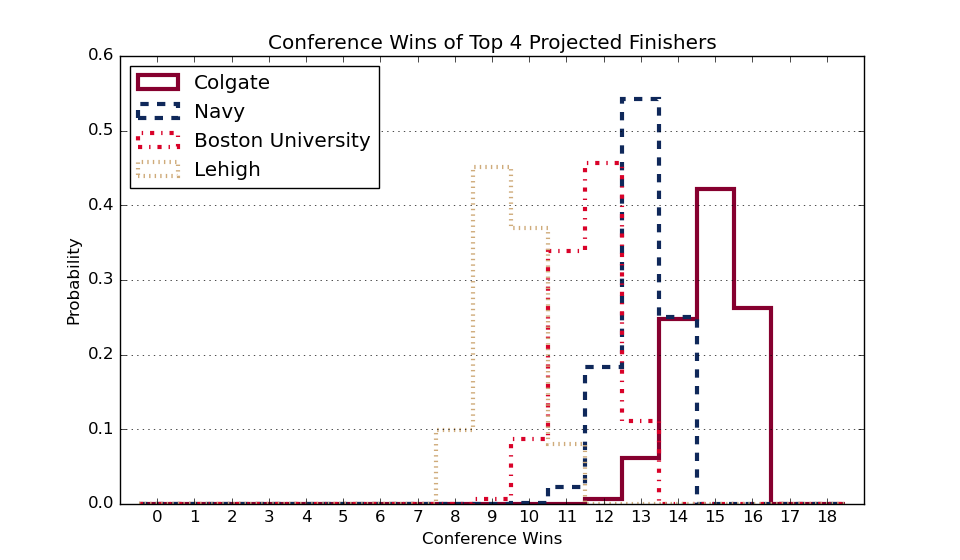 Conference Wins of Top 4 Projected Finishers
0.6
0.5
0.4
0.3
0.2
0.1
0.0
Probability
Colgate
Navy
Boston University
Lehigh
0 1 2 3 4 5 6 7 8 9 10 11 12 13 14 15 16 17 18
Conference Wins